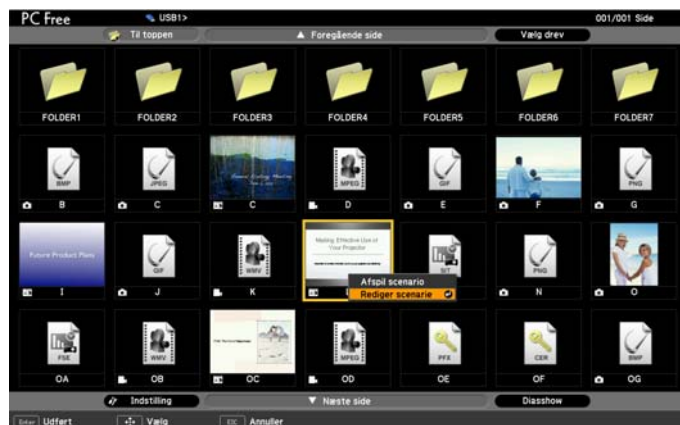 PC Free USB1> 001/001 Side
Til toppen ▲ Foregående side Vælg drev
FOLDER1 FOLDER2 FOLDER3 FOLDER4 FOLDER5 FOLDER6 FOLDER7
BMP JPEG MPEG GIF PNG
B C C D E F G
Future Product Plans GIF WMV Making Effective Use of
Your Projector
SIT PNG
Afspil scenario
Rediger scenarie
I J K N O
FSE WMV MPEG PFX CER BMP
OA OB OC OD OE OF OG
Indstilling ▼ Næste side Diasshow
Enter Udført Vælg ESC Annuller